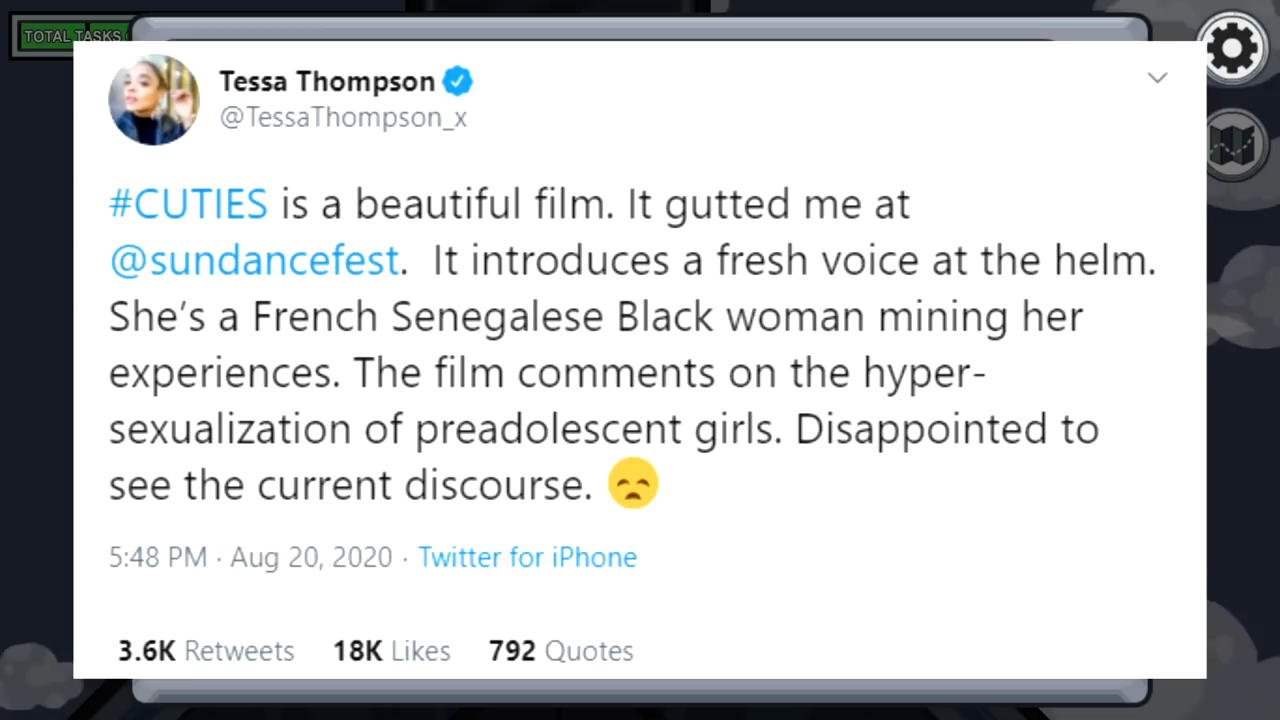 TOTAL TASKS
Tessa Thompson
@TessaThompson_x
#CUTIES is a beautiful film. It gutted me at
@sundancefest.  It introduces a fresh voice at the helm.
She’s a French Senegalese Black woman mining her
experiences. The film comments on the hyper-
sexualization of preadolescent girls. Disappointed to
see the current discourse. 😞
5:48 PM · Aug 20, 2020 · Twitter for iPhone
3.6K Retweets 18K Likes 792 Quotes